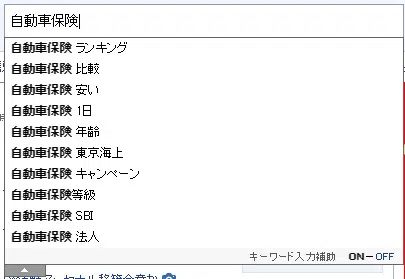 自動車保険
自動車保険 ランキング
自動車保険 比較
自動車保険 安い
自動車保険 1日
自動車保険 年齢
自動車保険 東京海上
自動車保険 キャンペーン
自動車保険等級
自動車保険 SBI
自動車保険 法人
キーワード入力補助 ON－OFF